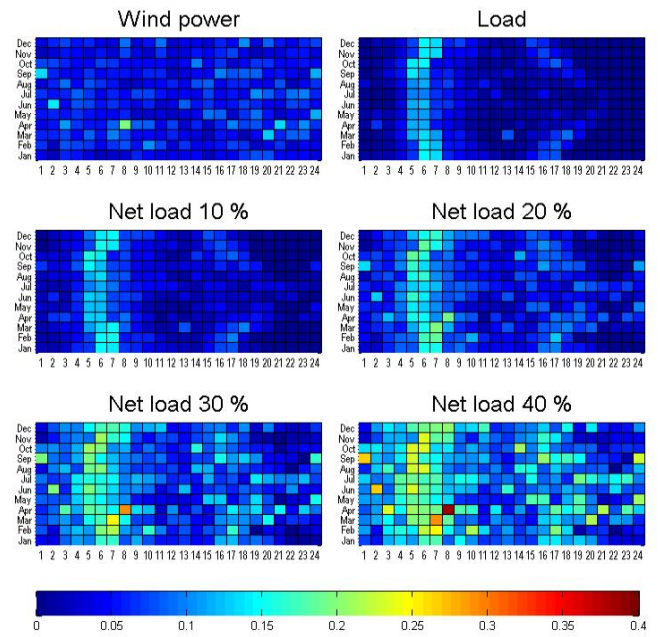 Wind power
Load
Dec
Nov
Oct
Sep
Aug
Jul
Jun
May
Apr
Mar
Feb
Jan
1 2 3 4 5 6 7 8 9 10 11 12 13 14 15 16 17 18 19 20 21 22 23 24
Dec
Nov
Oct
Sep
Aug
Jul
Jun
May
Apr
Mar
Feb
Jan
1 2 3 4 5 6 7 8 9 10 11 12 13 14 15 16 17 18 19 20 21 22 23 24
Net load 10 %
Net load 20 %
Dec
Nov
Oct
Sep
Aug
Jul
Jun
May
Apr
Mar
Feb
Jan
1 2 3 4 5 6 7 8 9 10 11 12 13 14 15 16 17 18 19 20 21 22 23 24
Dec
Nov
Oct
Sep
Aug
Jul
Jun
May
Apr
Mar
Feb
Jan
1 2 3 4 5 6 7 8 9 10 11 12 13 14 15 16 17 18 19 20 21 22 23 24
Net load 30 %
Net load 40 %
Dec
Nov
Oct
Sep
Aug
Jul
Jun
May
Apr
Mar
Feb
Jan
1 2 3 4 5 6 7 8 9 10 11 12 13 14 15 16 17 18 19 20 21 22 23 24
Dec
Nov
Oct
Sep
Aug
Jul
Jun
May
Apr
Mar
Feb
Jan
1 2 3 4 5 6 7 8 9 10 11 12 13 14 15 16 17 18 19 20 21 22 23 24
0 0.05 0.1 0.15 0.2 0.25 0.3 0.35 0.4